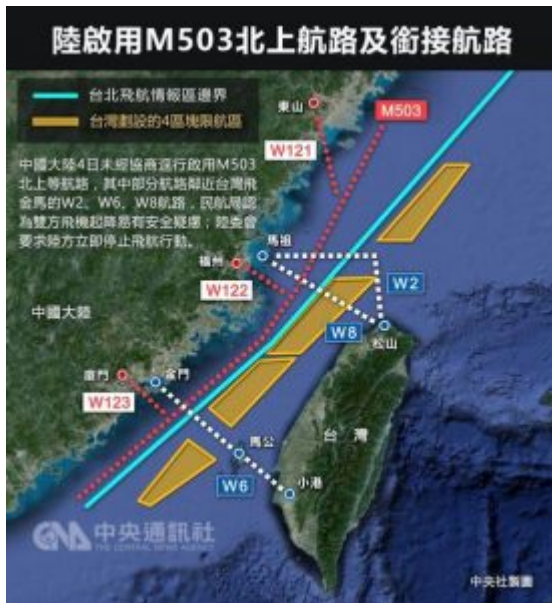 陸啟用M503北上航路及銜接航路
台北飛航情報區邊界
台灣劃設的4區塊限航區
中國大陸4日未經協商逕行啟用M503
北上等航路，其中部分航路鄰近台灣飛
金馬的W2、W6、W8航路，民航局認
為雙方飛機起降易有安全疑慮；陸委會
要求陸方立即停止飛航行動。
東山
M503
W121
馬祖
福州
W122
W2
W8
松山
中國大陸
廈門
金門
W123
馬公
台灣
W6
小港
CNA 中央通訊社
THE CENTRAL NEWS AGENCY
中央社製圖